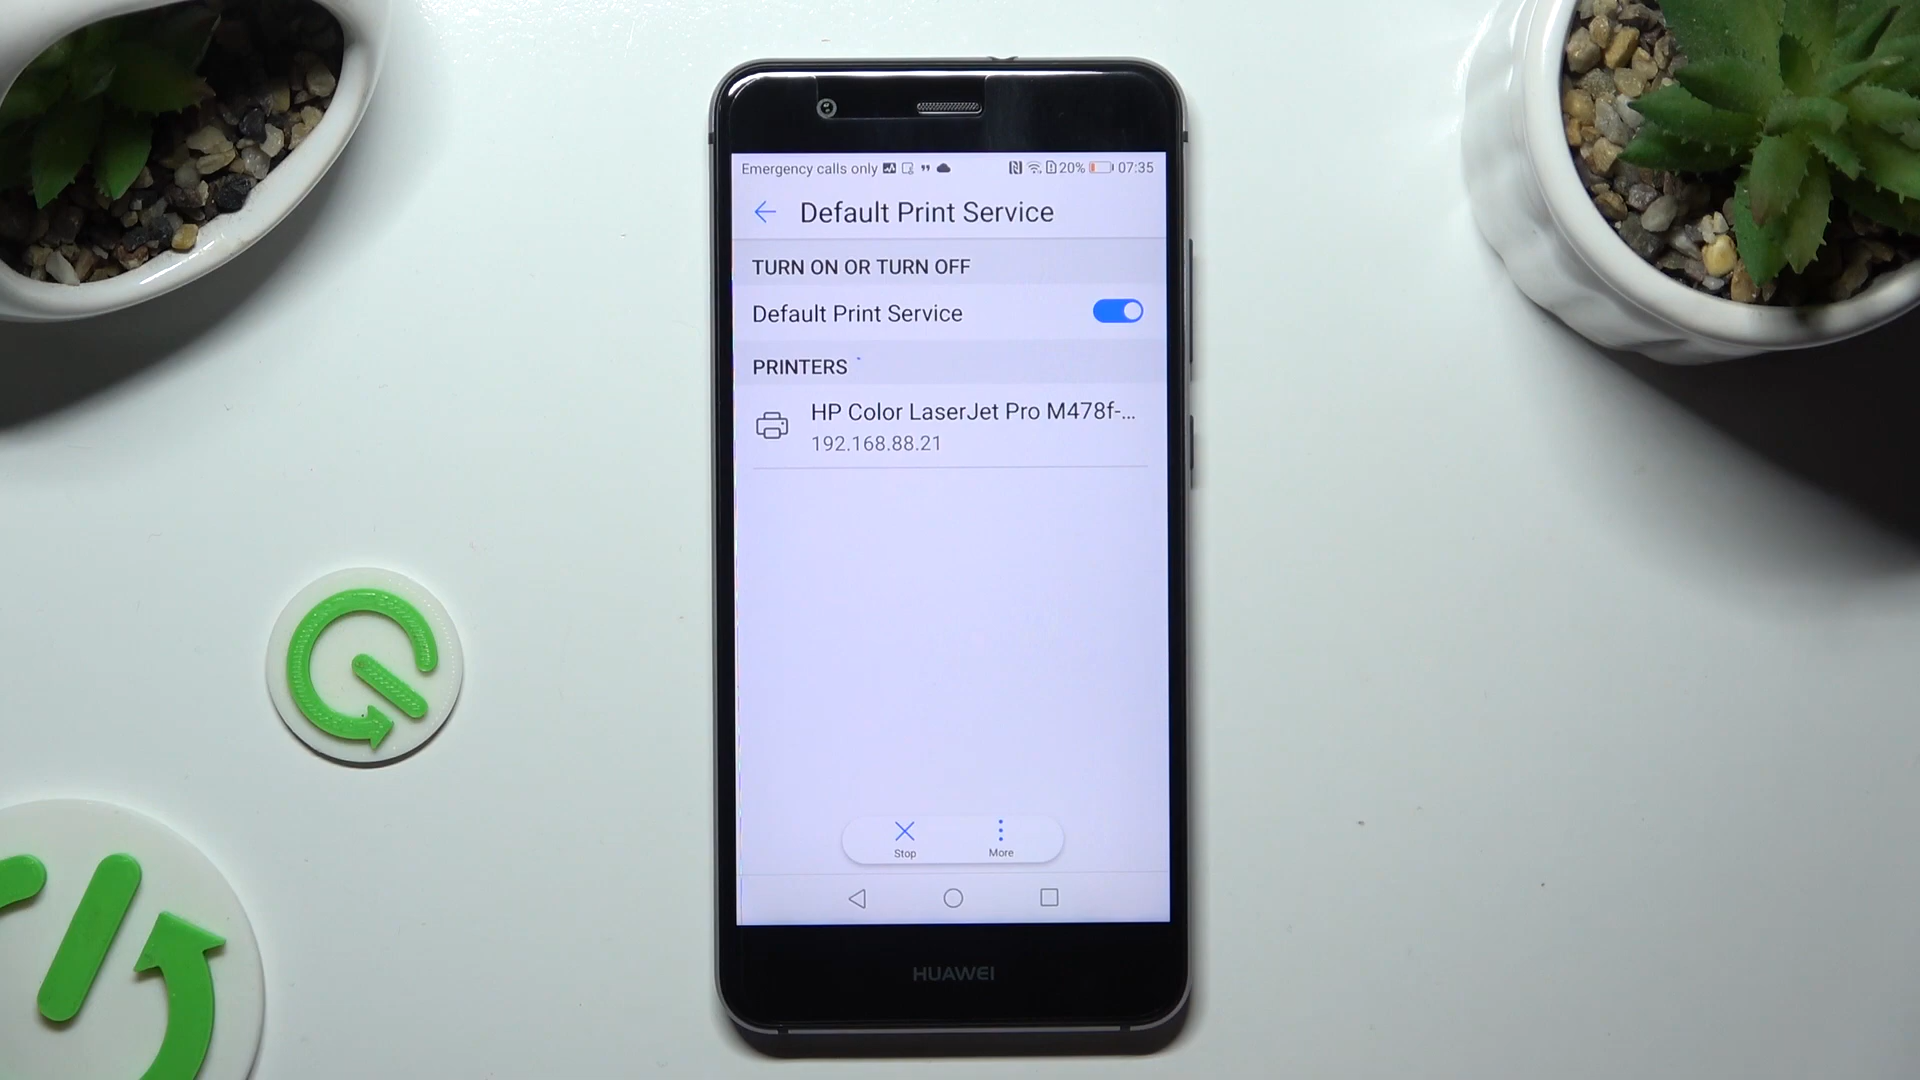 Emergency calls only 20% 07:35
Default Print Service
TURN ON OR TURN OFF
Default Print Service
PRINTERS
HP Color LaserJet Pro M478f-...
192.168.88.21
Stop More
HUAWEI